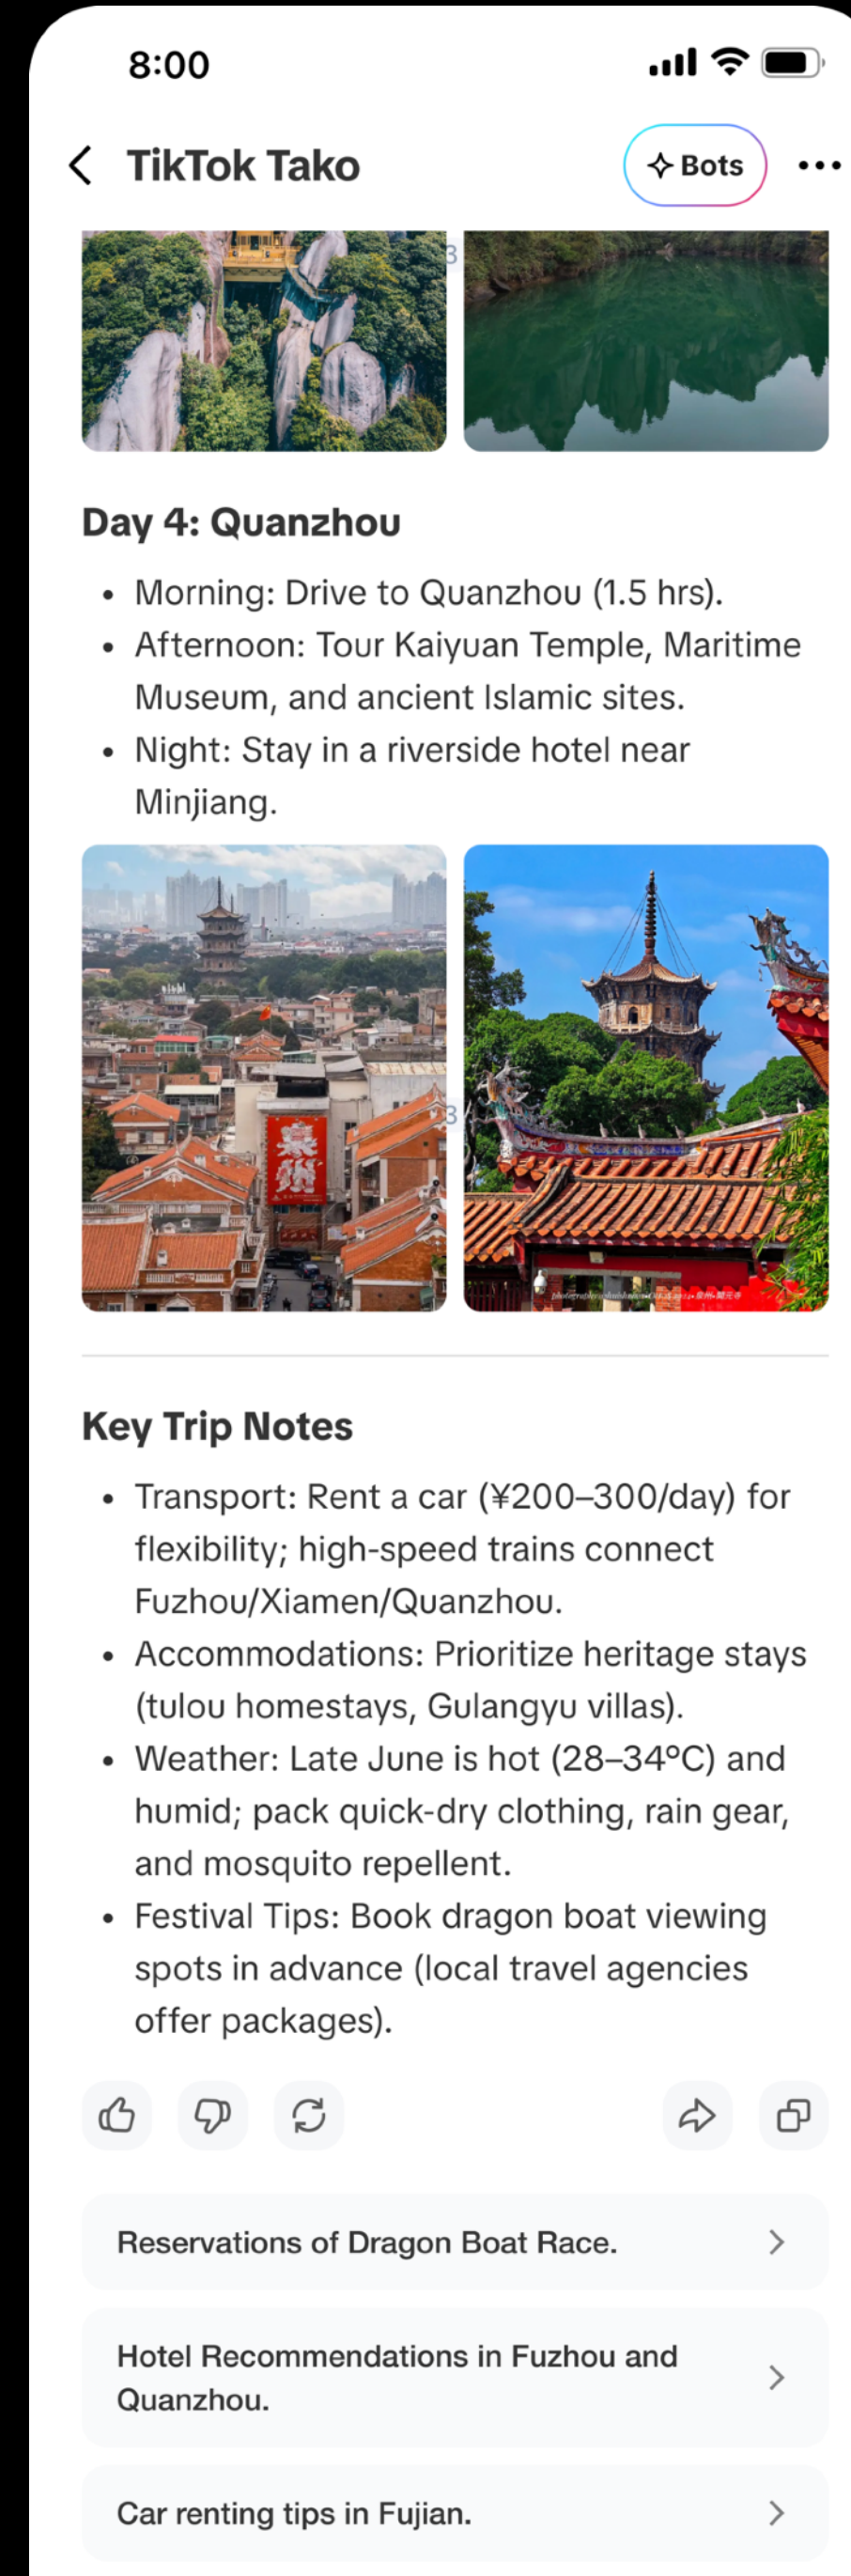 8:00
TikTok Tako
Bots
3
Day 4: Quanzhou
• Morning: Drive to Quanzhou (1.5 hrs).
• Afternoon: Tour Kaiyuan Temple, Maritime
Museum, and ancient Islamic sites.
• Night: Stay in a riverside hotel near
Minjiang.
泉州
3
Key Trip Notes
• Transport: Rent a car (¥200–300/day) for
flexibility; high-speed trains connect
Fuzhou/Xiamen/Quanzhou.
• Accommodations: Prioritize heritage stays
(tulou homestays, Gulangyu villas).
• Weather: Late June is hot (28–34°C) and
humid; pack quick-dry clothing, rain gear,
and mosquito repellent.
• Festival Tips: Book dragon boat viewing
spots in advance (local travel agencies
offer packages).
Reservations of Dragon Boat Race.
Hotel Recommendations in Fuzhou and
Quanzhou.
Car renting tips in Fujian.